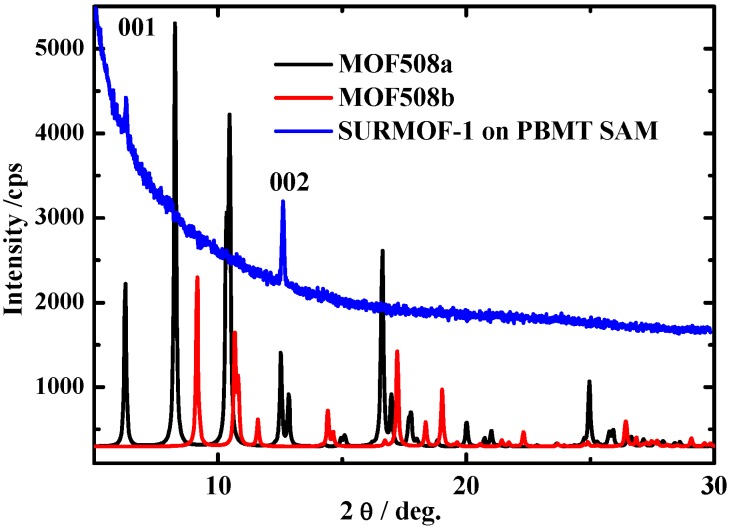 001
002
MOF508a
MOF508b
SURMOF-1 on PBMT SAM
5000
4000
3000
2000
1000
Intensity /cps
10
20
30
2 θ / deg.